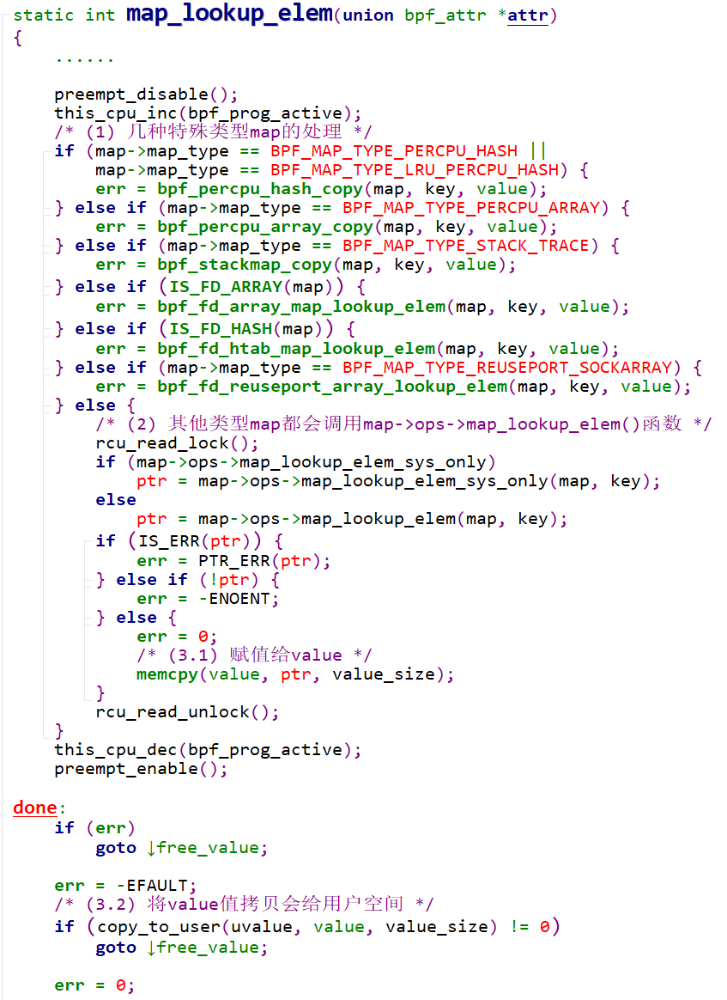 static int map_lookup_elem(union bpf_attr *attr)
{
    ......

    preempt_disable();
    this_cpu_inc(bpf_prog_active);
    /* (1) 几种特殊类型map的处理 */
    if (map->map_type == BPF_MAP_TYPE_PERCPU_HASH ||
        map->map_type == BPF_MAP_TYPE_LRU_PERCPU_HASH) {
        err = bpf_percpu_hash_copy(map, key, value);
    } else if (map->map_type == BPF_MAP_TYPE_PERCPU_ARRAY) {
        err = bpf_percpu_array_copy(map, key, value);
    } else if (map->map_type == BPF_MAP_TYPE_STACK_TRACE) {
        err = bpf_stackmap_copy(map, key, value);
    } else if (IS_FD_ARRAY(map)) {
        err = bpf_fd_array_map_lookup_elem(map, key, value);
    } else if (IS_FD_HASH(map)) {
        err = bpf_fd_htab_map_lookup_elem(map, key, value);
    } else if (map->map_type == BPF_MAP_TYPE_REUSEPORT_SOCKARRAY) {
        err = bpf_fd_reuseport_array_lookup_elem(map, key, value);
    } else {
        /* (2) 其他类型map都会调用map->ops->map_lookup_elem()函数 */
        rcu_read_lock();
        if (map->ops->map_lookup_elem_sys_only)
            ptr = map->ops->map_lookup_elem_sys_only(map, key);
        else
            ptr = map->ops->map_lookup_elem(map, key);
        if (IS_ERR(ptr)) {
            err = PTR_ERR(ptr);
        } else if (!ptr) {
            err = -ENOENT;
        } else {
            err = 0;
            /* (3.1) 赋值给value */
            memcpy(value, ptr, value_size);
        }
        rcu_read_unlock();
    }
    this_cpu_dec(bpf_prog_active);
    preempt_enable();

done:
    if (err)
        goto ↓free_value;

    err = -EFAULT;
    /* (3.2) 将value值拷贝会给用户空间 */
    if (copy_to_user(uvalue, value, value_size) != 0)
        goto ↓free_value;

    err = 0;